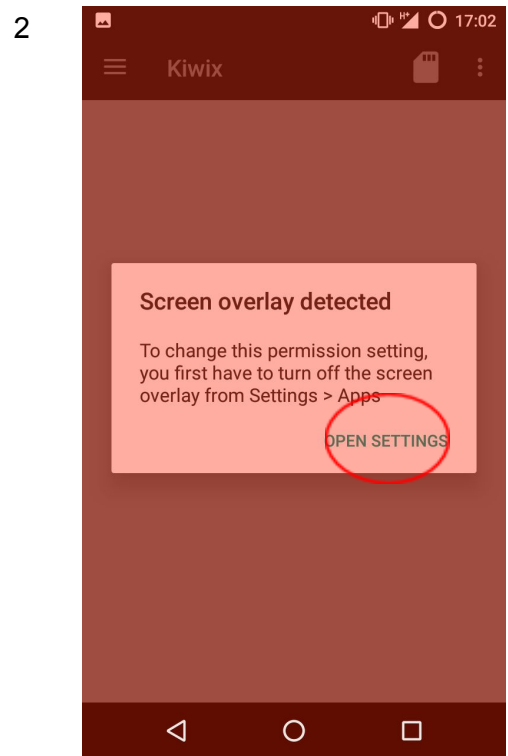 2
H+ 17:02
Kiwix
Screen overlay detected
To change this permission setting,
you first have to turn off the screen
overlay from Settings > Apps
OPEN SETTINGS